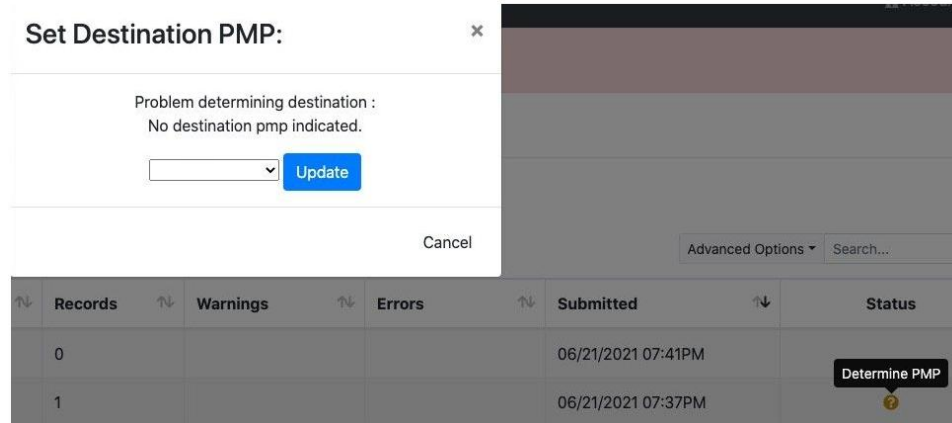 Set Destination PMP:
×
Problem determining destination :
No destination pmp indicated.
Update
Cancel
Advanced Options
Search...
Records Warnings Errors Submitted Status
0 06/21/2021 07:41PM
Determine PMP
1 06/21/2021 07:37PM